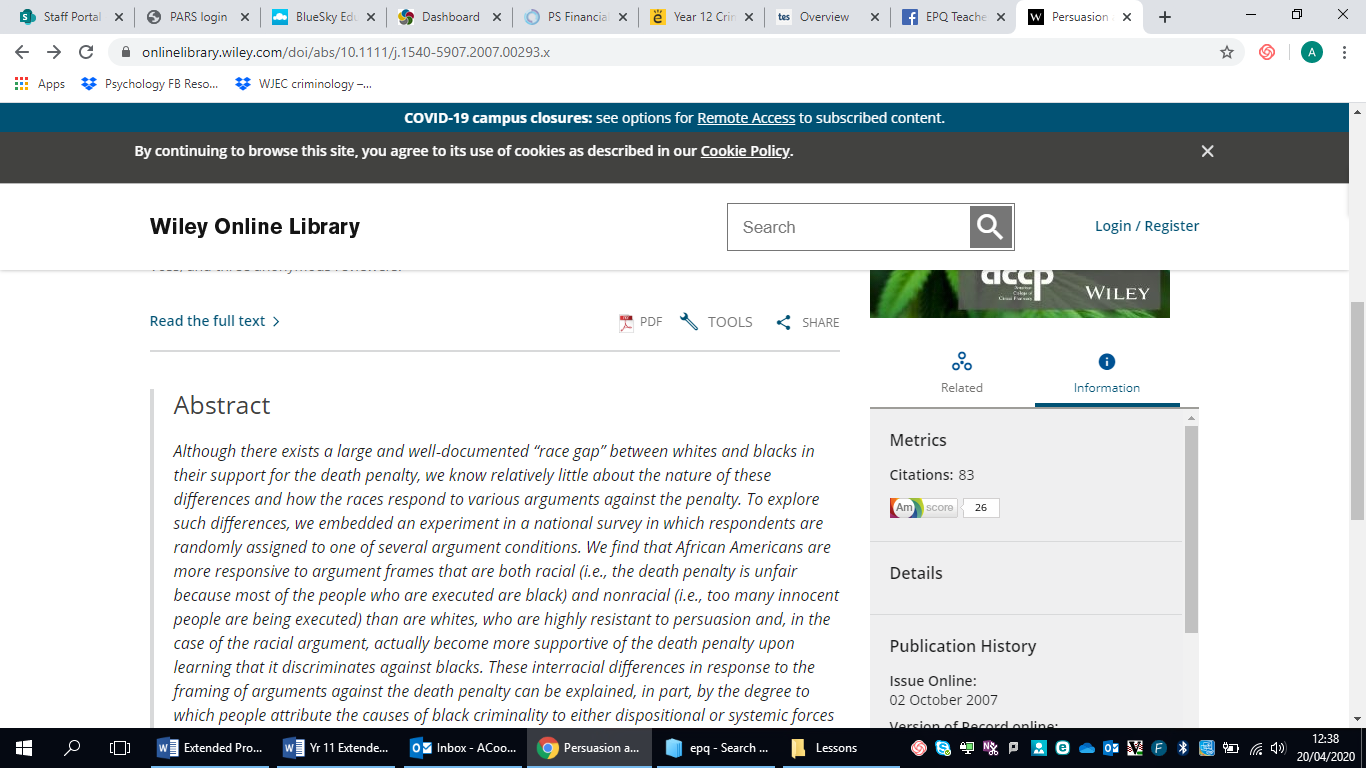 Staff Portal
PARS login
BlueSky Edu
Dashboard
PS Financial
Year 12 Crin
tes Overview
EPQ Teache
W Persuasion
onlinelibrary.wiley.com/doi/abs/10.1111/j.1540-5907.2007.00293.x
A
Apps Psychology FB Reso... WJEC criminology –...
COVID-19 campus closures: see options for Remote Access to subscribed content.
By continuing to browse this site, you agree to its use of cookies as described in our Cookie Policy.
Wiley Online Library
Search
Login / Register
accp
WILEY
Read the full text
PDF TOOLS SHARE
Related Information
Abstract
Although there exists a large and well-documented “race gap” between whites and blacks in
their support for the death penalty, we know relatively little about the nature of these
differences and how the races respond to various arguments against the penalty. To explore
such differences, we embedded an experiment in a national survey in which respondents are
randomly assigned to one of several argument conditions. We find that African Americans are
more responsive to argument frames that are both racial (i.e., the death penalty is unfair
because most of the people who are executed are black) and nonracial (i.e., too many innocent
people are being executed) than are whites, who are highly resistant to persuasion and, in the
case of the racial argument, actually become more supportive of the death penalty upon
learning that it discriminates against blacks. These interracial differences in response to the
framing of arguments against the death penalty can be explained, in part, by the degree to
which people attribute the causes of black criminality to either dispositional or systemic forces
Metrics
Citations: 83
Am score 26
Details
Publication History
Issue Online:
02 October 2007
Version of Record online:
Extended Pro...
Yr 11 Extende...
Inbox - ACoo...
Persuasion a...
epq - Search ...
Lessons
12:38
20/04/2020